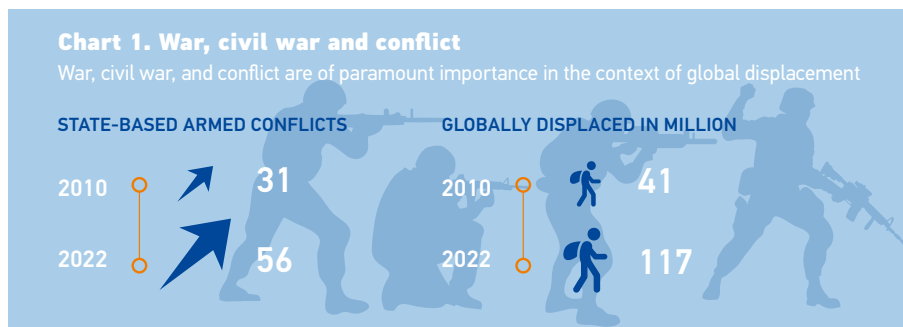 Chart 1. War, civil war and conflict
War, civil war, and conflict are of paramount importance in the context of global displacement
STATE-BASED ARMED CONFLICTS
2010 31
2022 56
GLOBALLY DISPLACED IN MILLION
2010 41
2022 117